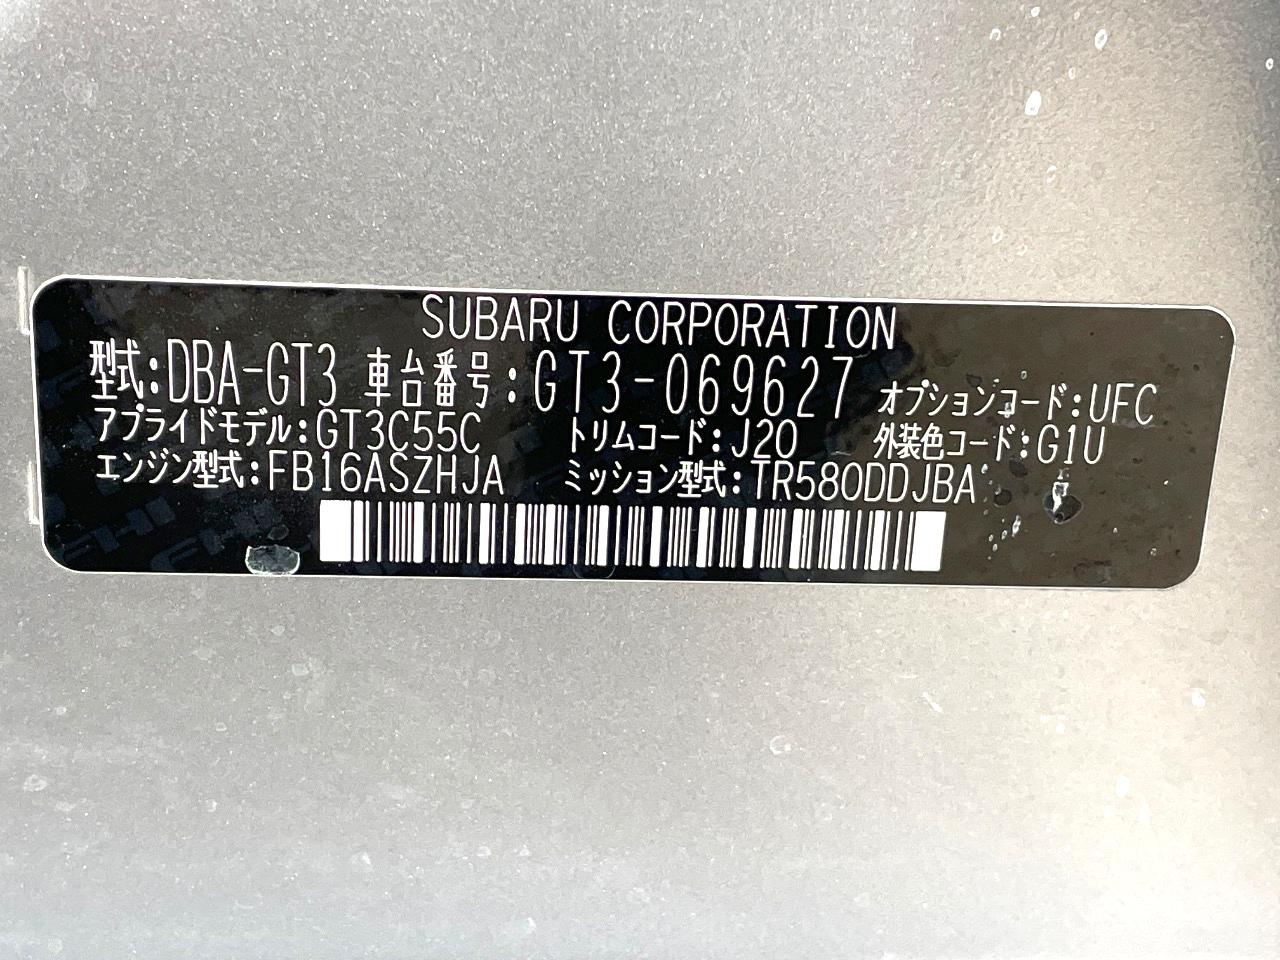 SUBARU CORPORATION
型式:DBA-GT3 車台番号:GT3-069627 オプションコード:UFC
アプライドモデル:GT3C55C トリムコード:J20 外装色コード:G1U
エンジン型式:FB16ASZHJA ミッション型式:TR580DDJBA